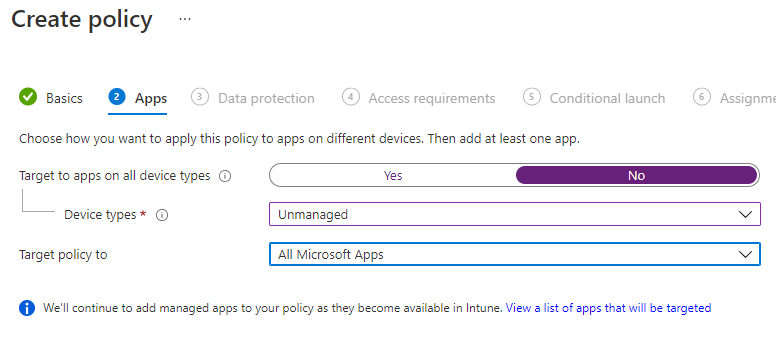 Create policy ...
Basics 2 Apps 3 Data protection 4 Access requirements 5 Conditional launch 6 Assignme
Choose how you want to apply this policy to apps on different devices. Then add at least one app.
Target to apps on all device types Yes No
Device types * Unmanaged
Target policy to All Microsoft Apps
We'll continue to add managed apps to your policy as they become available in Intune. View a list of apps that will be targeted